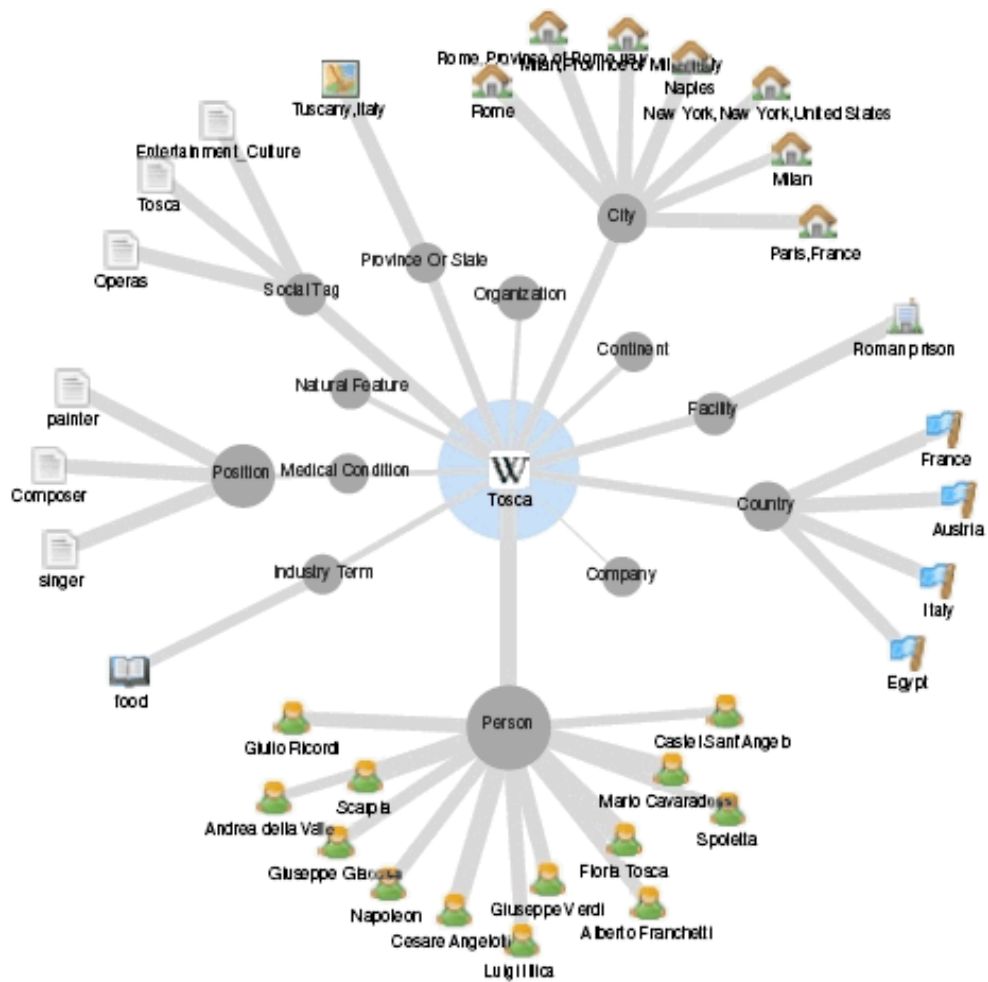 Rome,Province of Rome,Italy
Milan,Province of Milan,Italy
Naples
Tuscany,Italy
Rome
New York,New York,United States
Entertainment_Culture
Milan
Tosca
City
Paris,France
Province Or State
Operas
Social Tag
Organization
Continent
Roman prison
Natural Feature
Facility
painter
France
Position
Medical Condition
W
Composer
Tosca
Country
Austria
singer
Industry Term
Company
Italy
Egypt
food
Person
Giulio Ricordi
Castel Sant'Angelo
Scarpia
Mario Cavaradossi
Andrea della Valle
Spoletta
Giuseppe Giacosa
Floria Tosca
Napoleon
Giuseppe Verdi
Cesare Angelotti
Alberto Franchetti
Luigi Illica